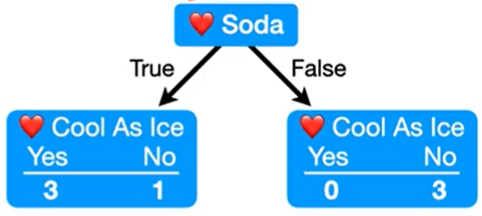 ❤️ Soda
True
False
❤️ Cool As Ice
Yes No
3 1
❤️ Cool As Ice
Yes No
0 3